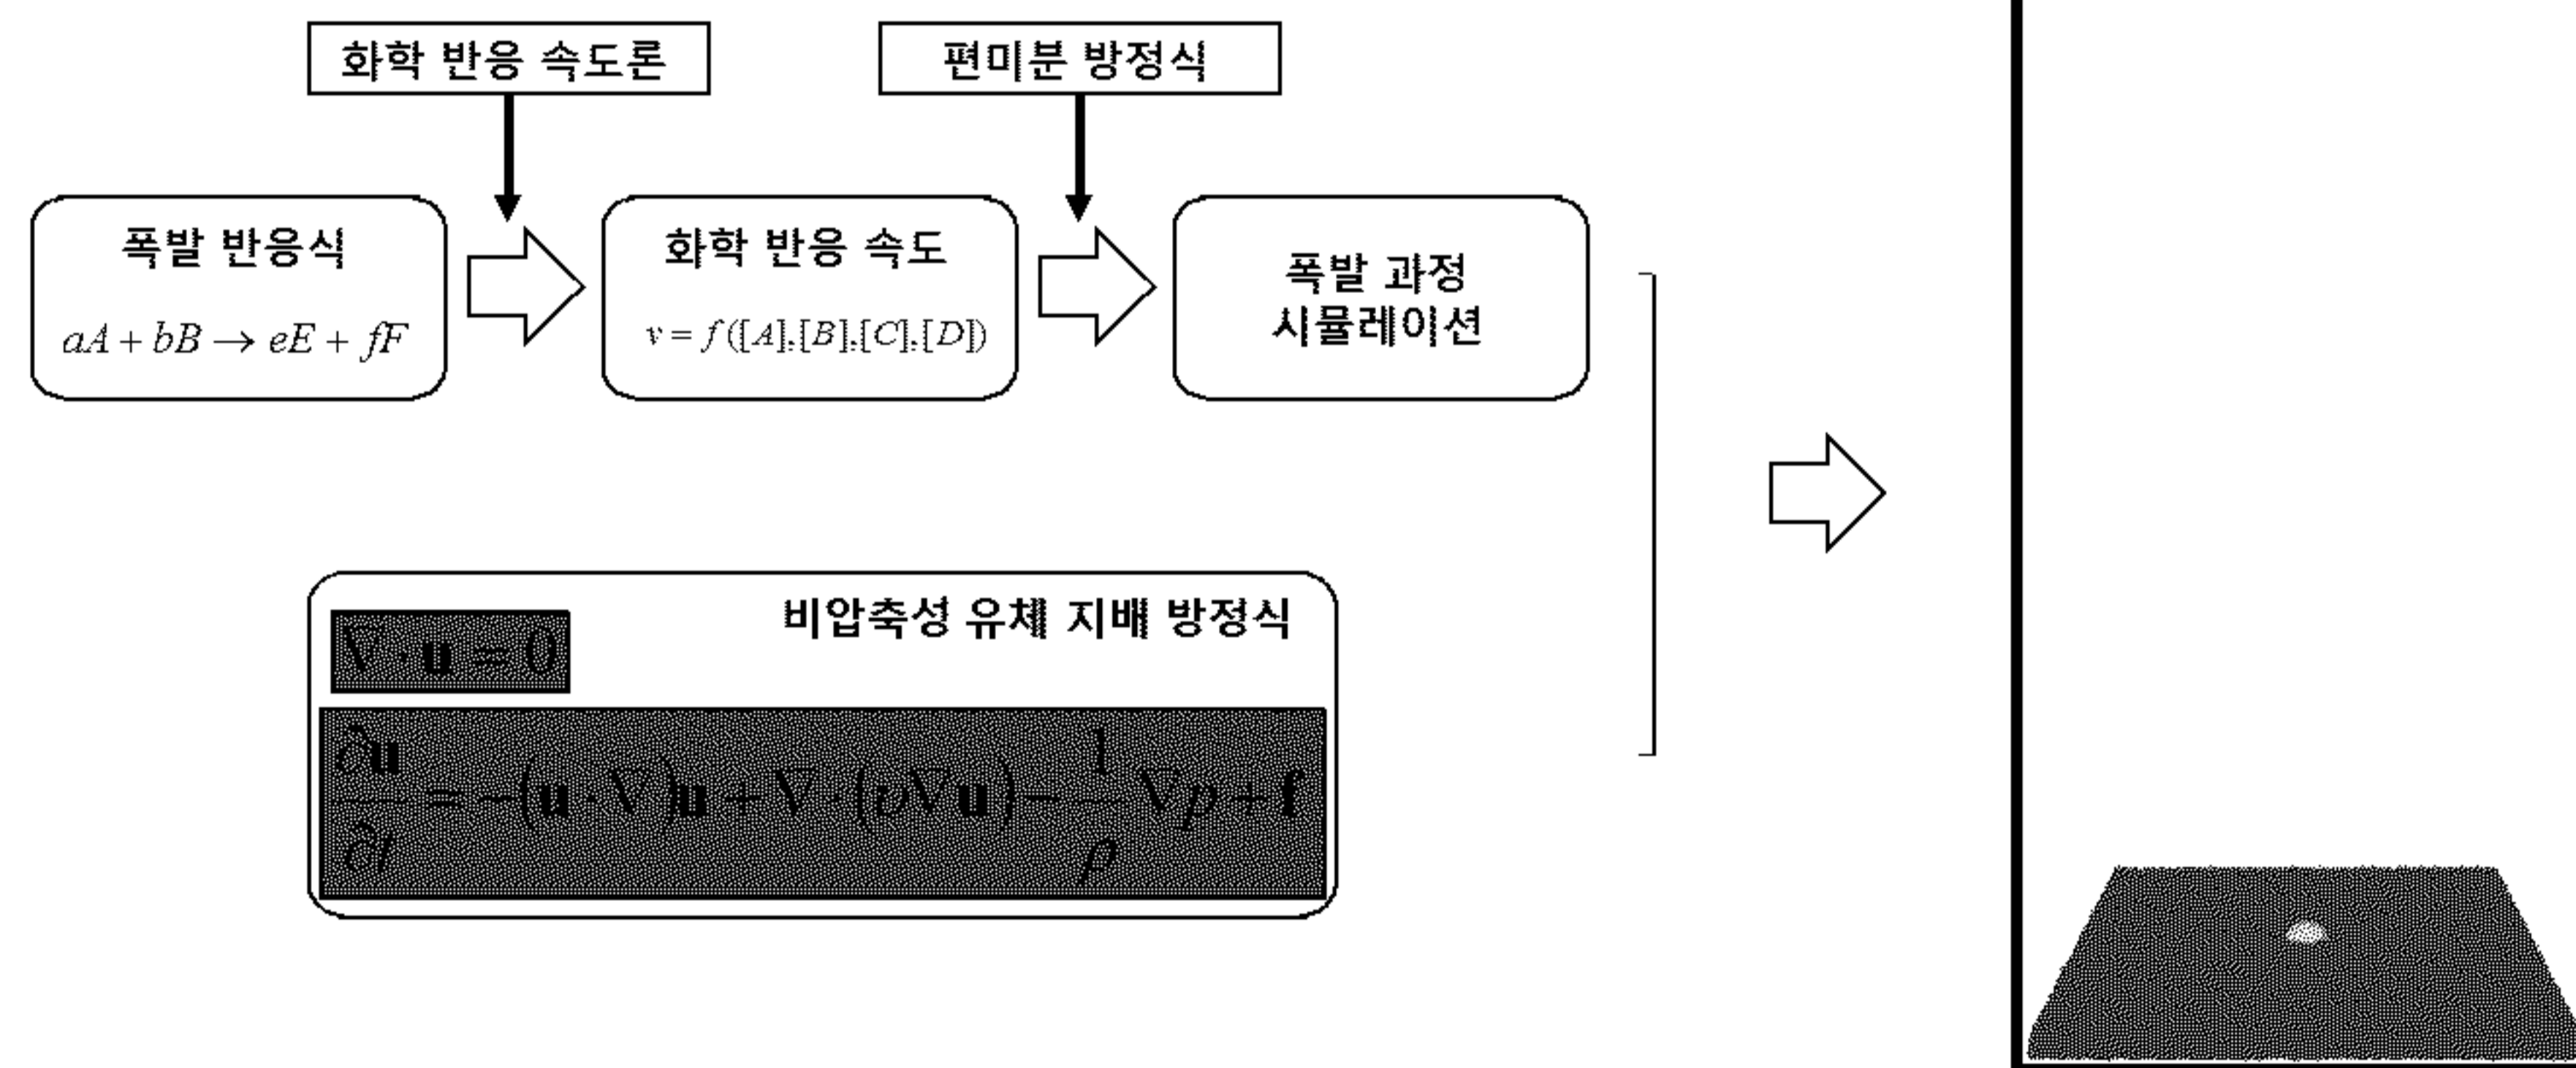 화학 반응 속도론
편미분 방정식
폭발 반응식
aA + bB → eE + fF
화학 반응 속도
v = f([A],[B],[C],[D])
폭발 과정
시뮬레이션
비압축성 유체 지배 방정식
∇·u = 0
∂u/∂t = −(u·∇)u + ∇·(υ∇u) − 1/ρ ∇p + f